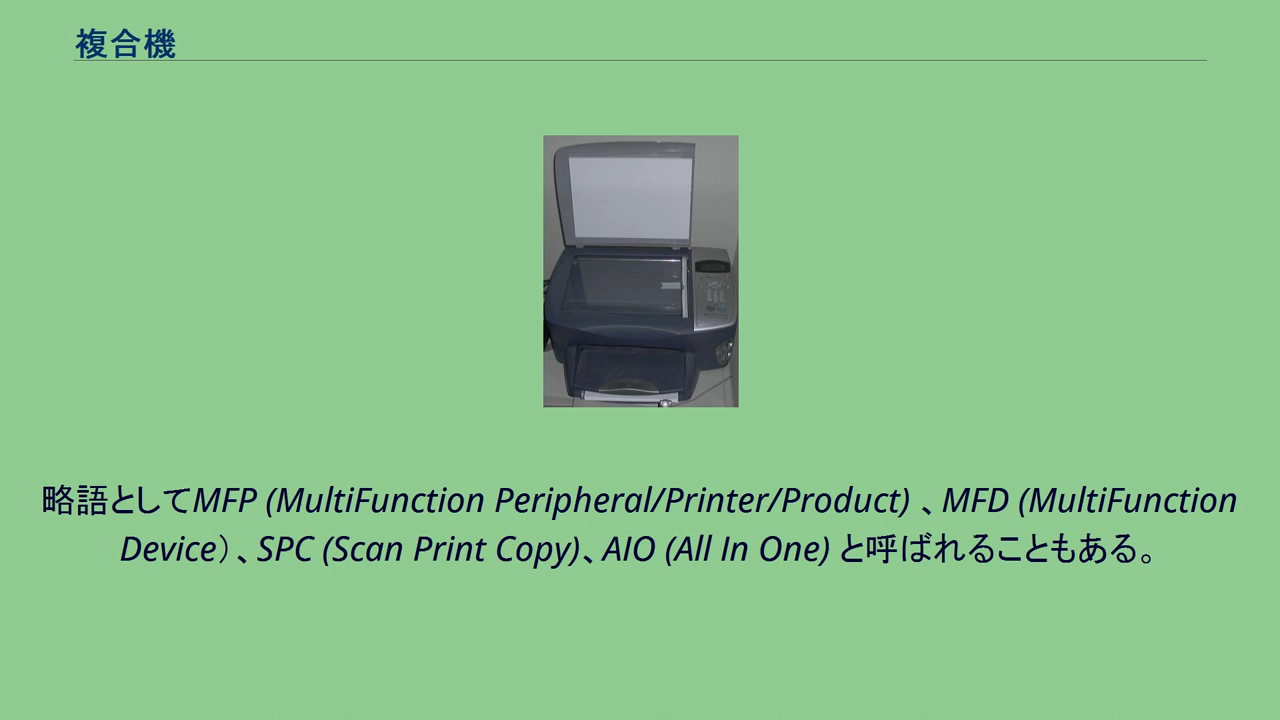 複合機
略語としてMFP (MultiFunction Peripheral/Printer/Product) 、MFD (MultiFunction
Device）、SPC (Scan Print Copy)、AIO (All In One) と呼ばれることもある。